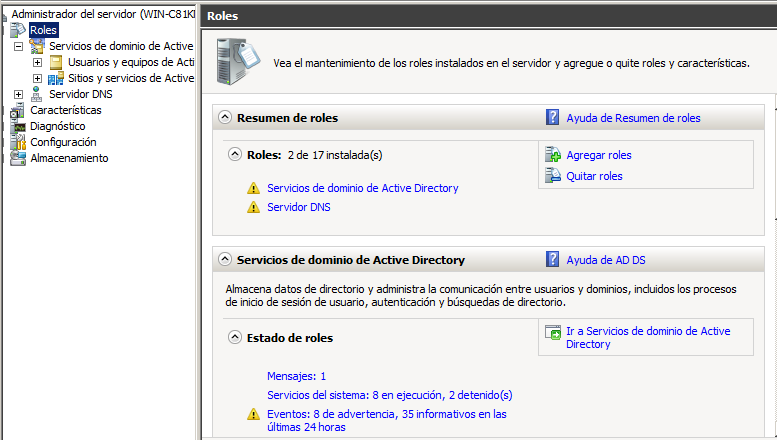 Administrador del servidor (WIN-C81K
Roles
Servicios de dominio de Active
Usuarios y equipos de Acti
Sitios y servicios de Active
Servidor DNS
Características
Diagnóstico
Configuración
Almacenamiento
Roles
Vea el mantenimiento de los roles instalados en el servidor y agregue o quite roles y características.
Resumen de roles
Ayuda de Resumen de roles
Roles: 2 de 17 instalada(s)
Agregar roles
Quitar roles
Servicios de dominio de Active Directory
Servidor DNS
Servicios de dominio de Active Directory
Ayuda de AD DS
Almacena datos de directorio y administra la comunicación entre usuarios y dominios, incluidos los procesos
de inicio de sesión de usuario, autenticación y búsquedas de directorio.
Estado de roles
Ir a Servicios de dominio de Active
Directory
Mensajes: 1
Servicios del sistema: 8 en ejecución, 2 detenido(s)
Eventos: 8 de advertencia, 35 informativos en las
últimas 24 horas